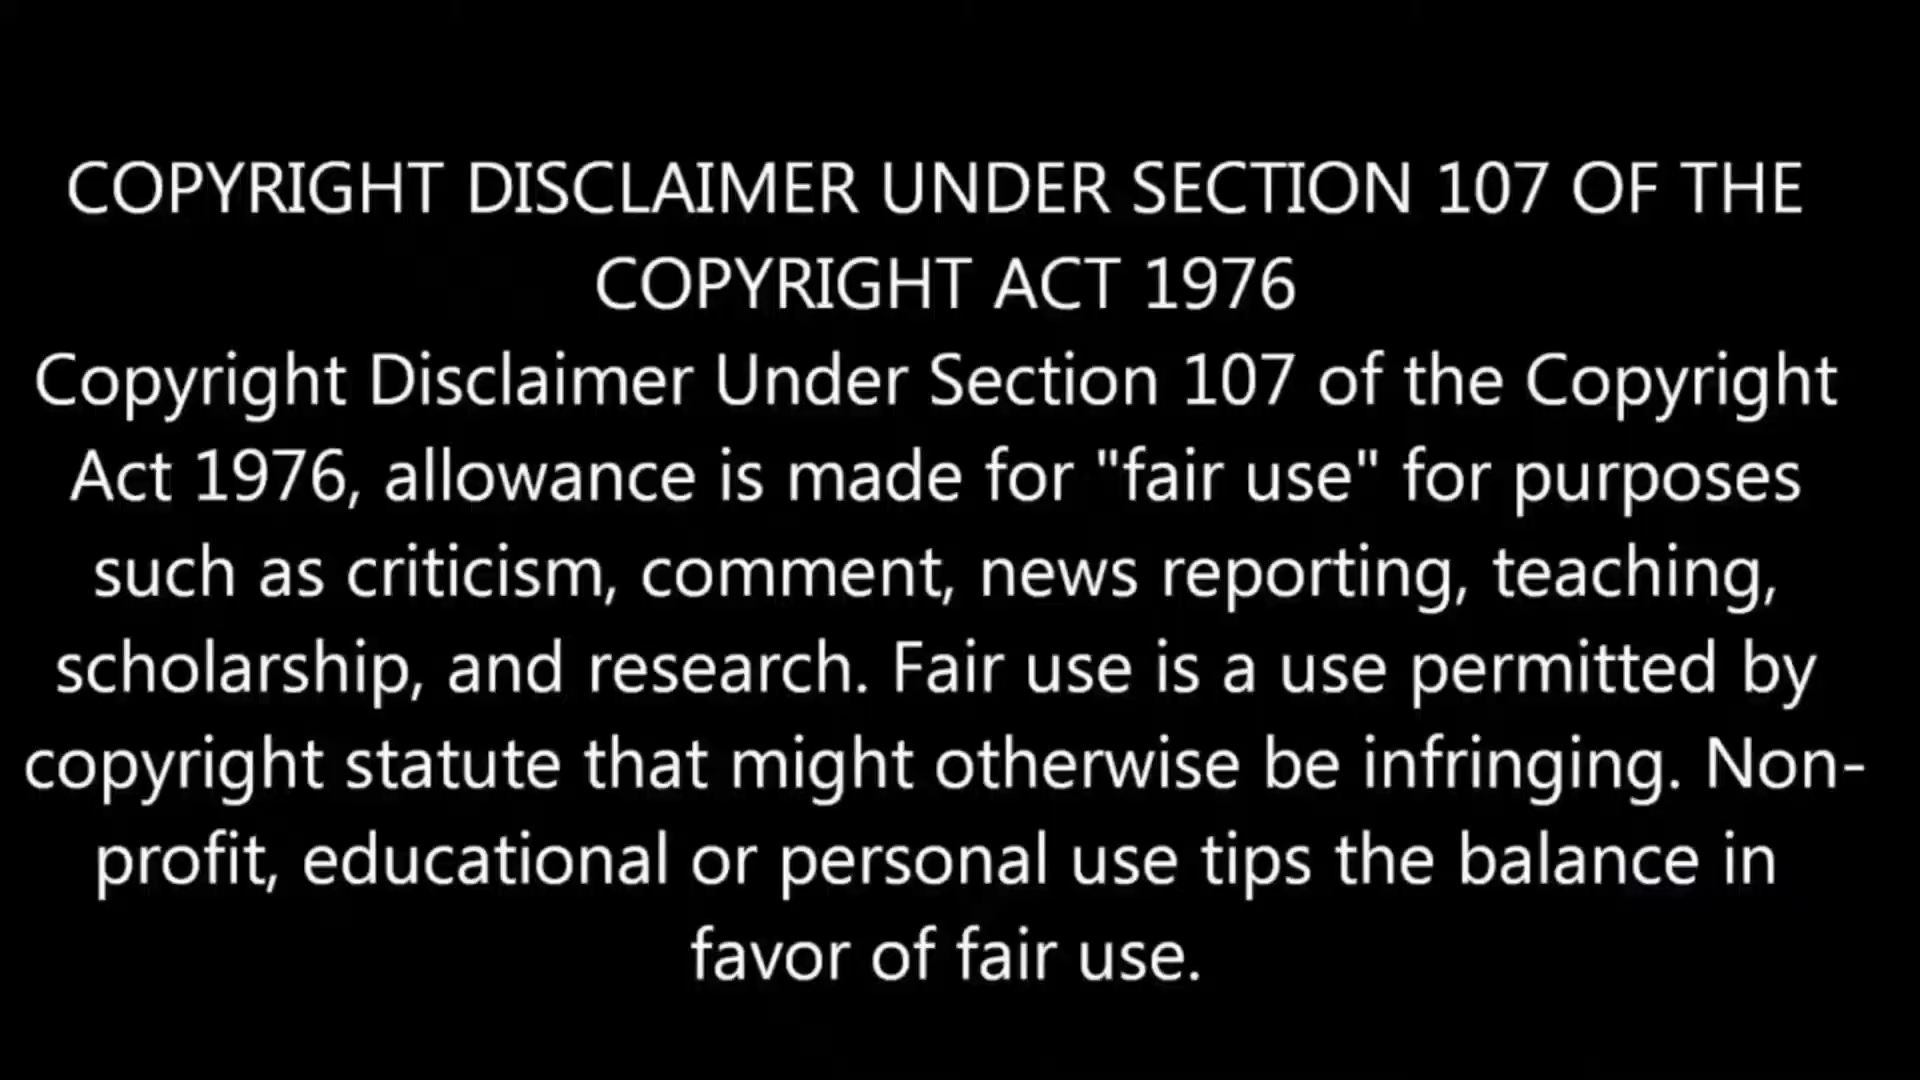 COPYRIGHT DISCLAIMER UNDER SECTION 107 OF THE
COPYRIGHT ACT 1976
Copyright Disclaimer Under Section 107 of the Copyright
Act 1976, allowance is made for "fair use" for purposes
such as criticism, comment, news reporting, teaching,
scholarship, and research. Fair use is a use permitted by
copyright statute that might otherwise be infringing. Non-
profit, educational or personal use tips the balance in
favor of fair use.